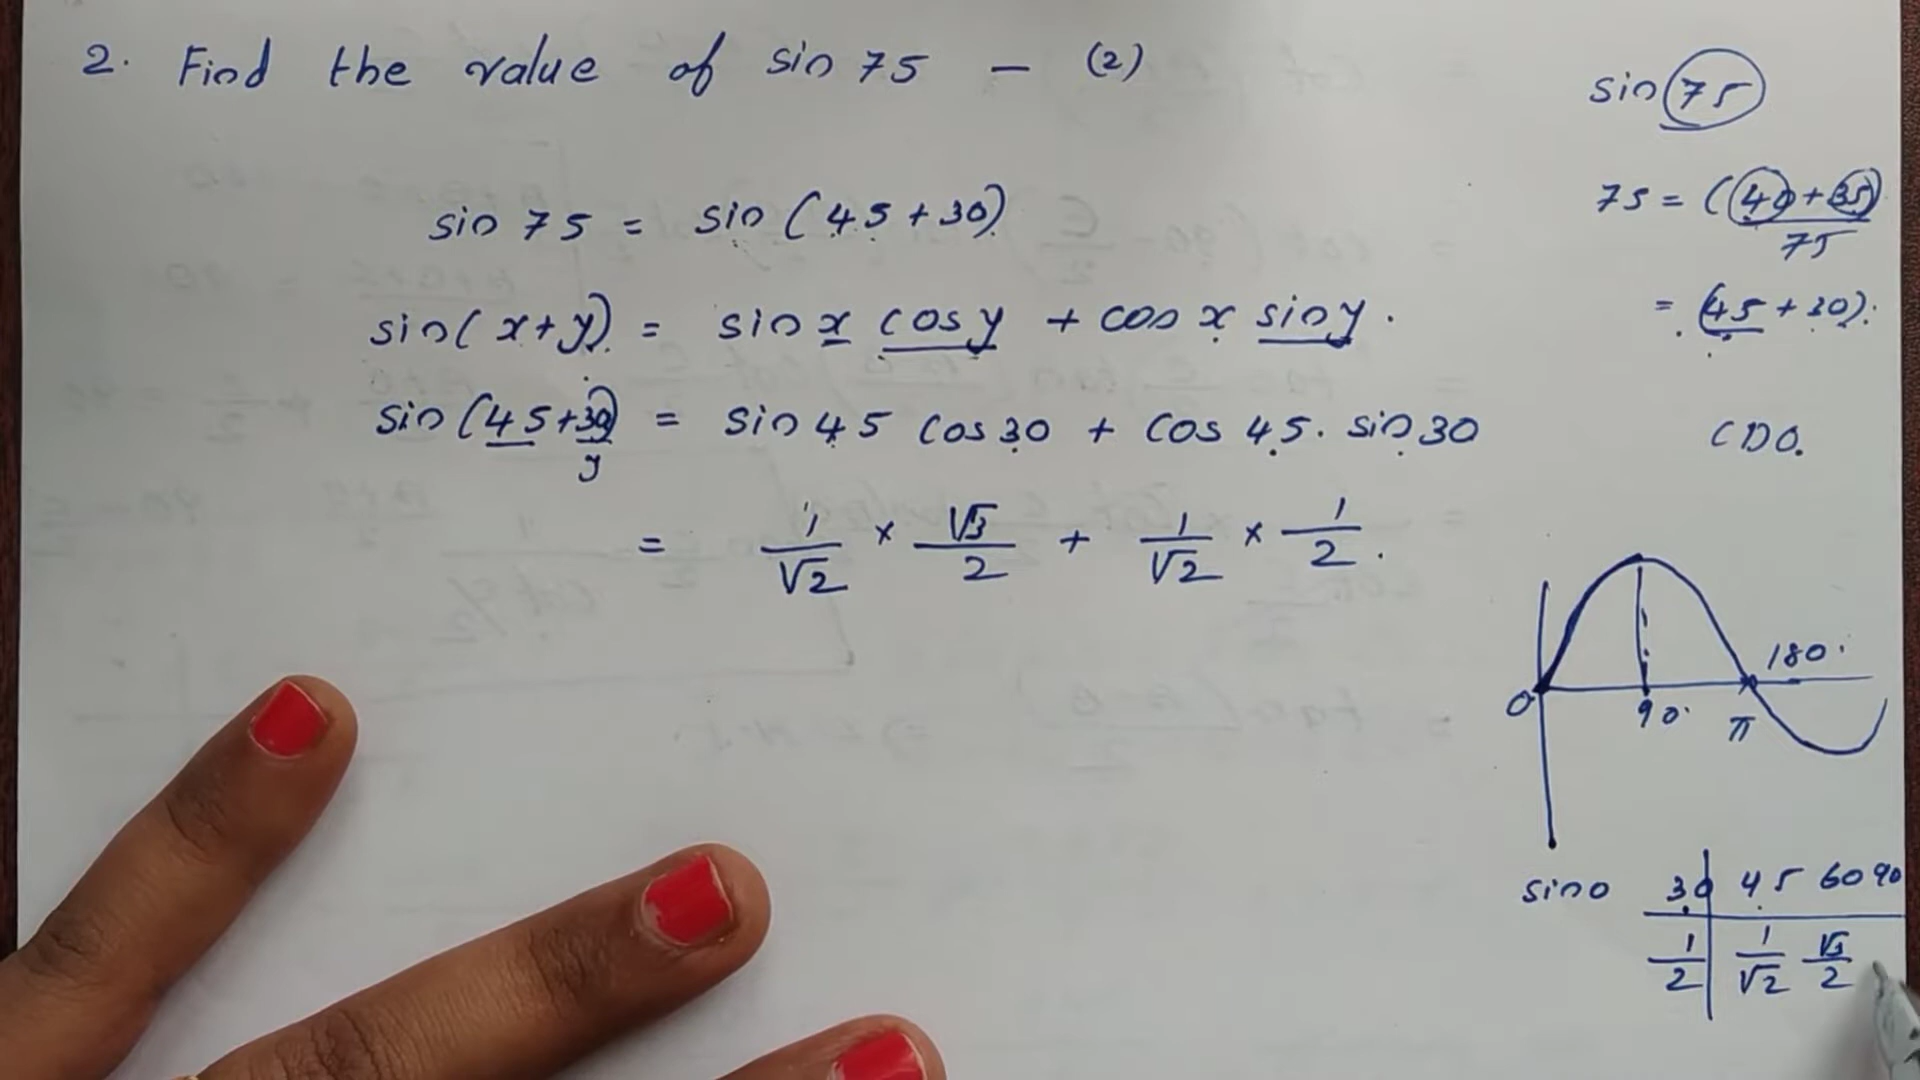 2. Find the value of sin 75 – (2)
sin 75 = sin (45+30)
sin(x+y) = sin x cos y + cos x sin y.
sin (45+30) = sin 45 cos 30 + cos 45. sin 30
y
= 1/√2 × √3/2 + 1/√2 × 1/2.
sin 75
75 = (40+35)
75
= (45+30).
0
90.
180.
π
sin 0 30 45 60 90
1/2 1/√2 √3/2